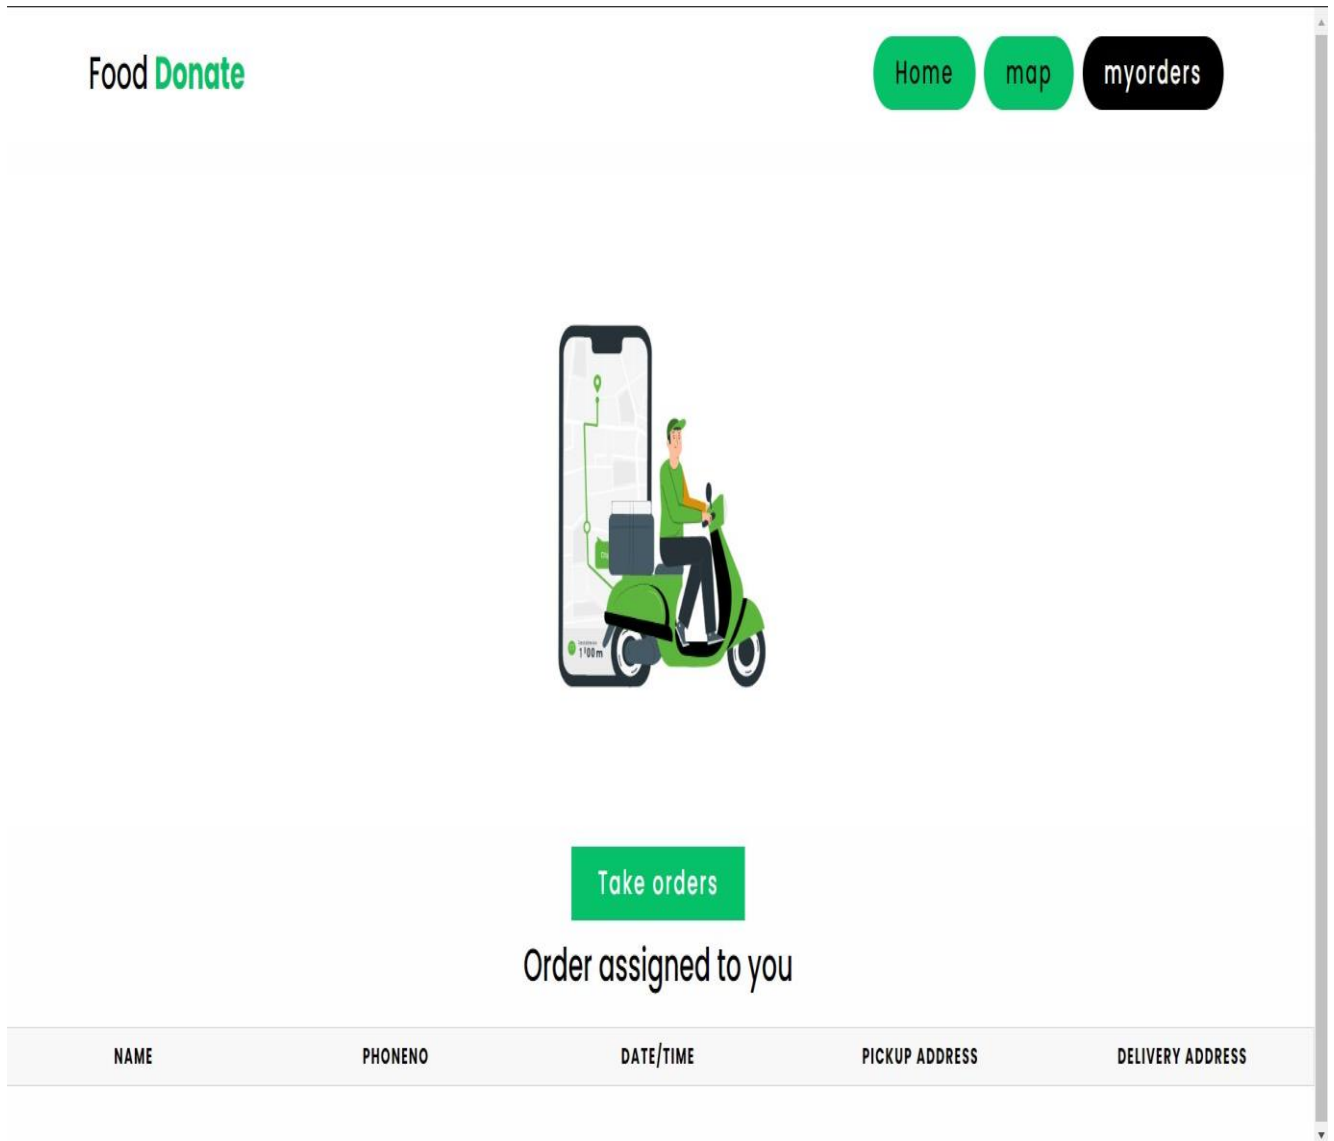 Food Donate
Home
map
myorders
Take orders
Order assigned to you
NAME PHONENO DATE/TIME PICKUP ADDRESS DELIVERY ADDRESS